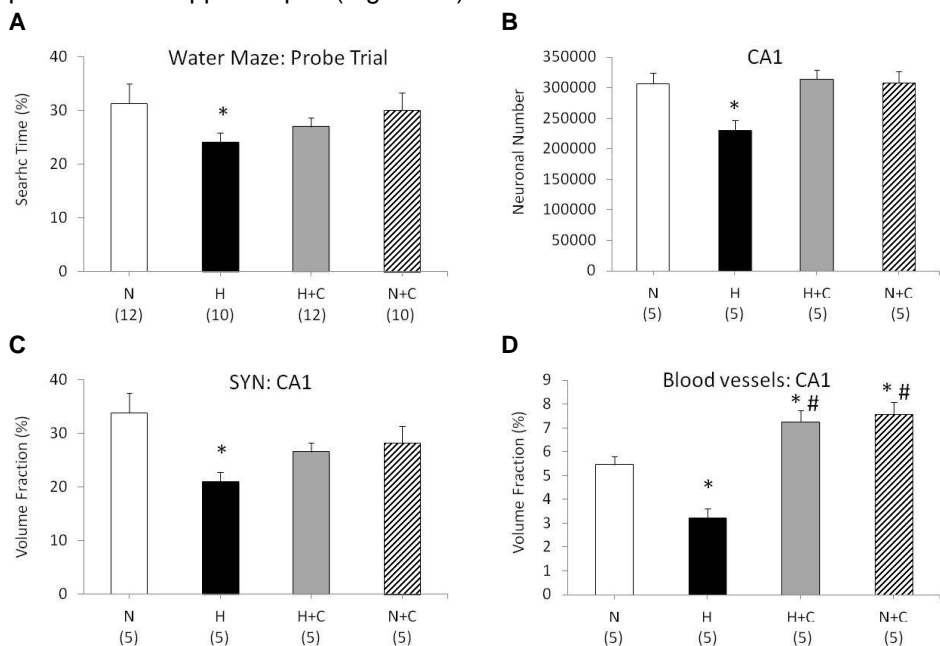 A
Water Maze: Probe Trial
Searhc Time (%)
40
30
20
10
0
*
N
H
H+C
N+C
(12)
(10)
(12)
(10)
B
CA1
Neuronal Number
350000
300000
250000
200000
150000
100000
50000
0
*
N
H
H+C
N+C
(5)
(5)
(5)
(5)
C
SYN: CA1
Volume Fraction (%)
40
30
20
10
0
*
N
H
H+C
N+C
(5)
(5)
(5)
(5)
D
Blood vessels: CA1
Volume Fraction (%)
9
8
7
6
5
4
3
2
1
0
*
* #
* #
N
H
H+C
N+C
(5)
(5)
(5)
(5)